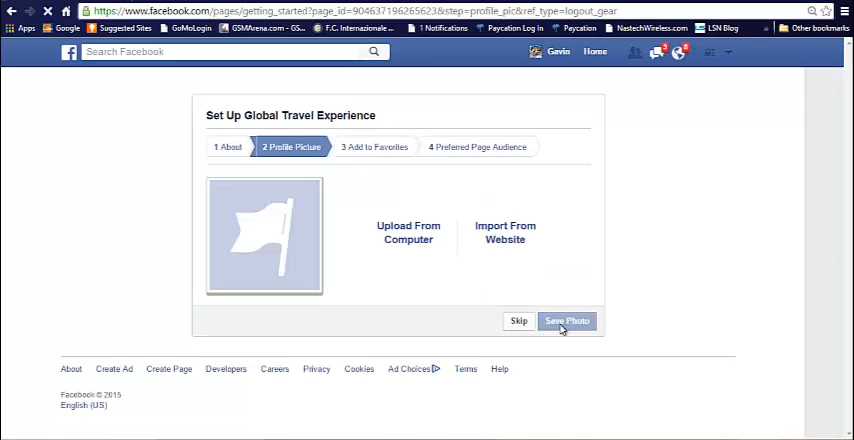 https://www.facebook.com/pages/getting_started?page_id=904637196265623&step=profile_pic&ref_type=logout_gear
Apps Google Suggested Sites GoMoLogin GSMArena.com - GS... F.C. Internazionale... 1 Notifications Paycation Log In Paycation NastechWireless.com LSN Blog » Other bookmarks
f Search Facebook Gavin Home 3 8
Set Up Global Travel Experience
1 About 2 Profile Picture 3 Add to Favorites 4 Preferred Page Audience
Upload From Computer
Import From Website
Skip Save Photo
About Create Ad Create Page Developers Careers Privacy Cookies Ad Choices Terms Help
Facebook © 2015
English (US)